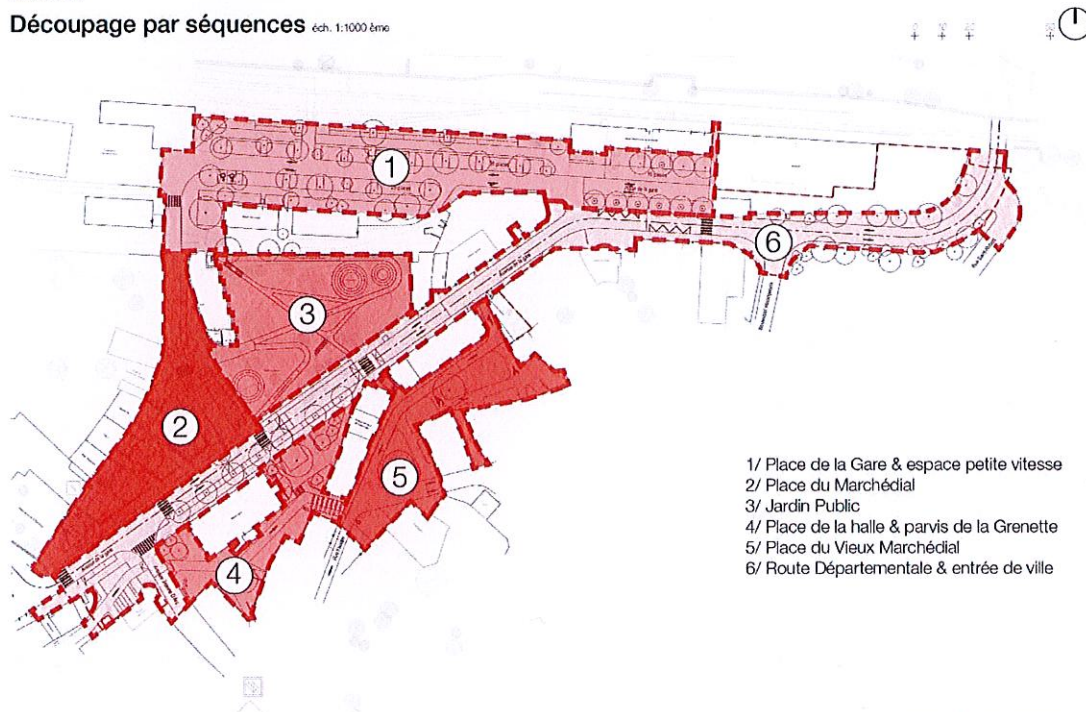 Découpage par séquences éch. 1:1000 ème
1
6
3
2
5
4
1/ Place de la Gare & espace petite vitesse
2/ Place du Marchédial
3/ Jardin Public
4/ Place de la halle & parvis de la Grenette
5/ Place du Vieux Marchédial
6/ Route Départementale & entrée de ville